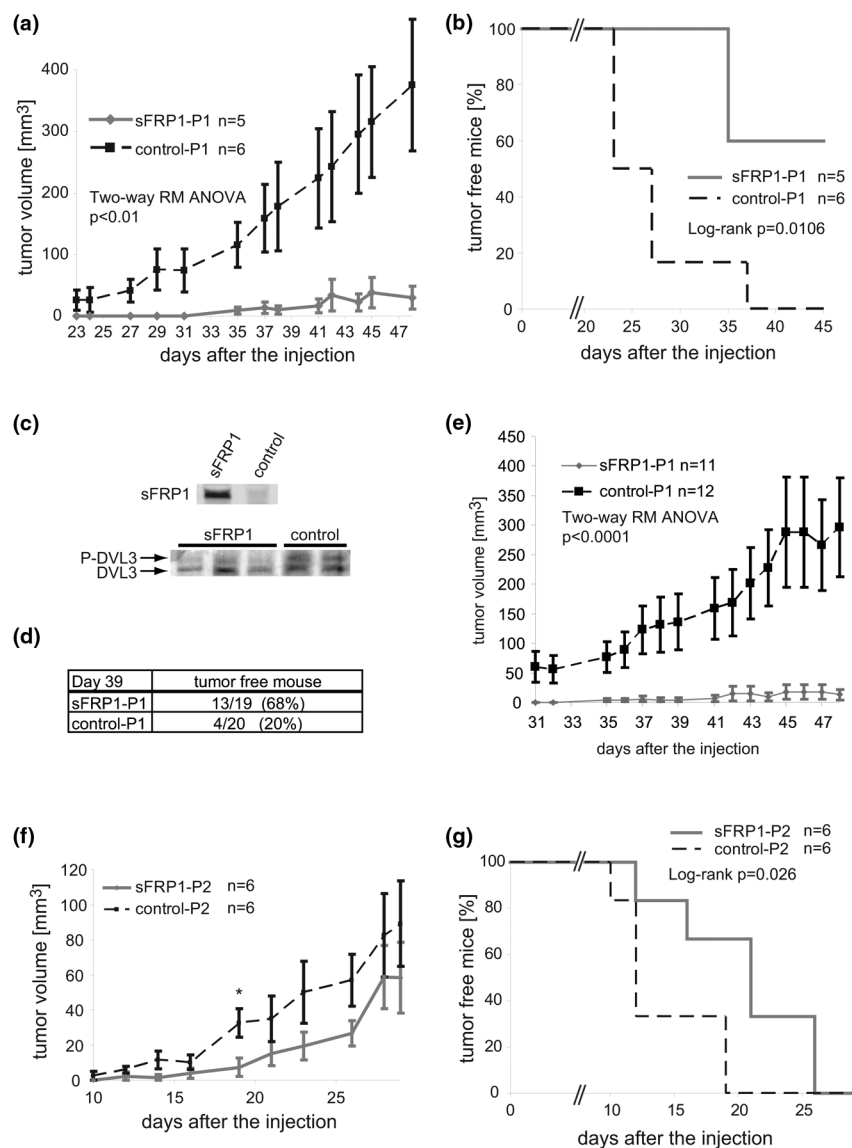 (a)
tumor volume [mm³]
400
300
200
100
0
sFRP1-P1 n=5
control-P1 n=6
Two-way RM ANOVA
p<0.01
23 25 27 29 31 33 35 37 39 41 43 45 47
days after the injection
(b)
tumor free mice [%]
100
80
60
40
20
0
sFRP1-P1 n=5
control-P1 n=6
Log-rank p=0.0106
0 20 25 30 35 40 45
days after the injection
(c)
sFRP1 control
sFRP1
sFRP1 control
P-DVL3
DVL3
(d)
Day 39 tumor free mouse
sFRP1-P1 13/19 (68%)
control-P1 4/20 (20%)
(e)
tumor volume [mm³]
450
400
350
300
250
200
150
100
50
0
sFRP1-P1 n=11
control-P1 n=12
Two-way RM ANOVA
p<0.0001
31 33 35 37 39 41 43 45 47
days after the injection
(f)
tumor volume [mm³]
120
100
80
60
40
20
0
sFRP1-P2 n=6
control-P2 n=6
*
10 15 20 25
days after the injection
(g)
tumor free mice [%]
sFRP1-P2 n=6
control-P2 n=6
Log-rank p=0.026
100
80
60
40
20
0
0 10 15 20 25
days after the injection